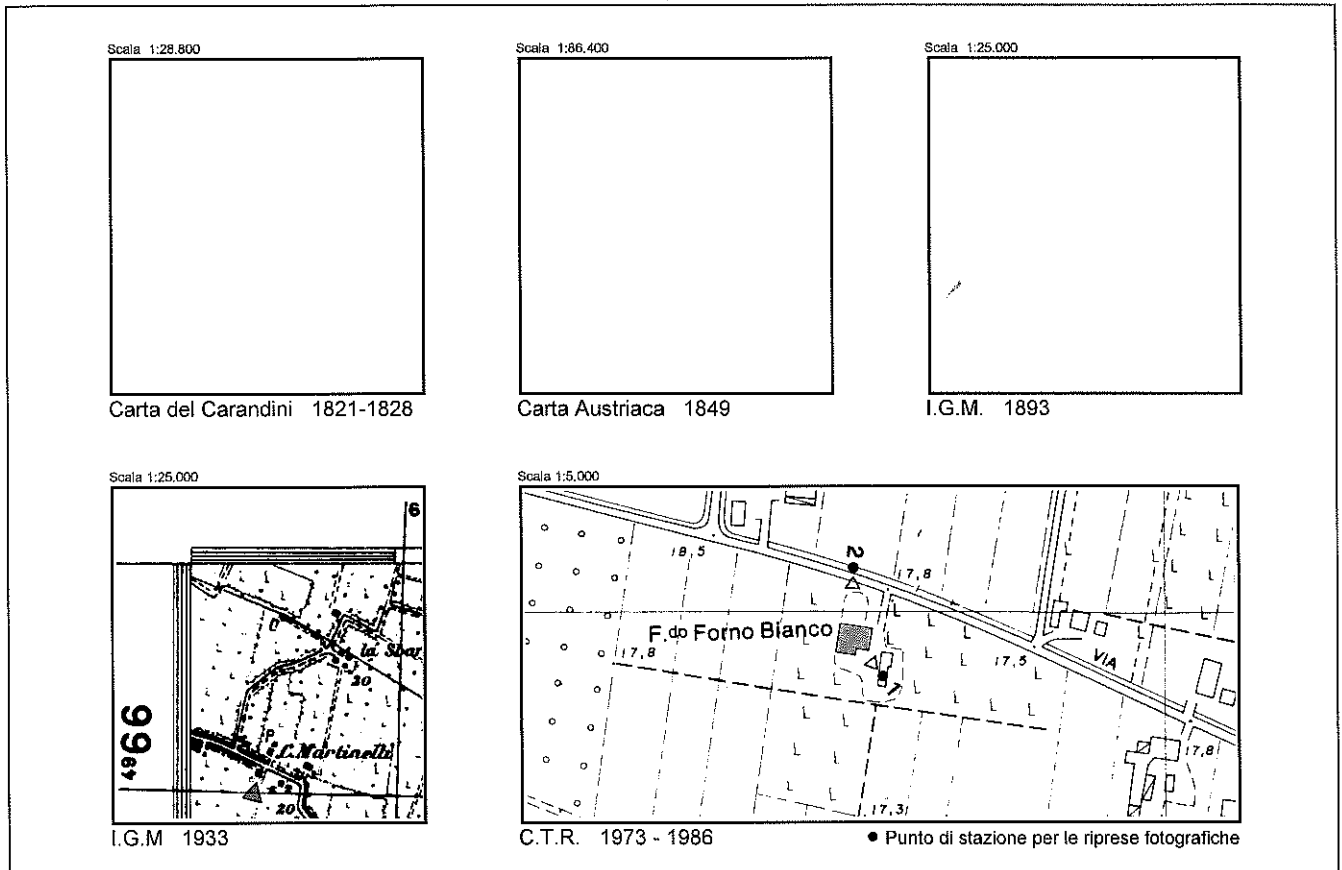 Scala 1:28.800
Scala 1:86.400
Scala 1:25.000
Carta del Carandini 1821-1828
Carta Austriaca 1849
I.G.M. 1893
Scala 1:25.000
Scala 1:5.000
6
la Sbar
20
4966
P
C. Martinelli
20
18,5
2
17,8
F.do Forno Bianco
17,8
17,5
VIA
1
17,8
17,3
I.G.M 1933
C.T.R. 1973 - 1986
● Punto di stazione per le riprese fotografiche